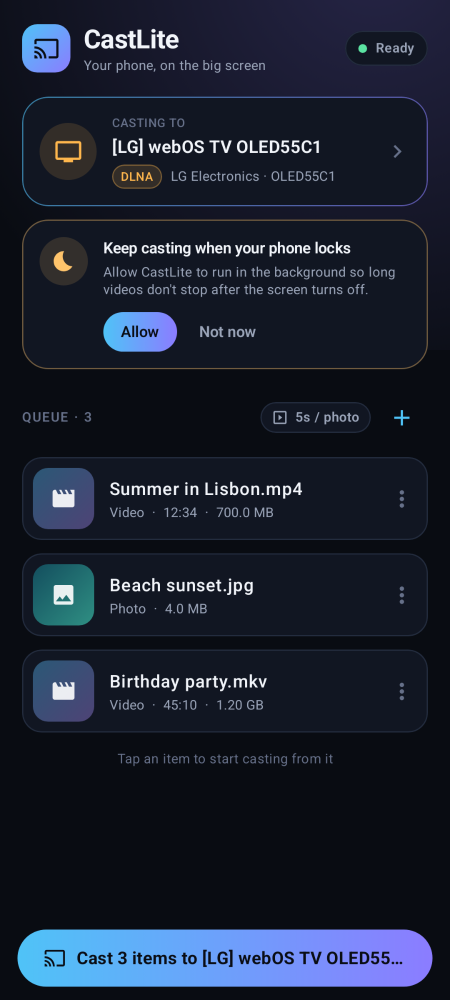 CastLite
Your phone, on the big screen
Ready
CASTING TO
[LG] webOS TV OLED55C1
DLNA
LG Electronics · OLED55C1
Keep casting when your phone locks
Allow CastLite to run in the background so long
videos don't stop after the screen turns off.
Allow
Not now
QUEUE · 3
5s / photo
Summer in Lisbon.mp4
Video · 12:34 · 700.0 MB
Beach sunset.jpg
Photo · 4.0 MB
Birthday party.mkv
Video · 45:10 · 1.20 GB
Tap an item to start casting from it
Cast 3 items to [LG] webOS TV OLED55...